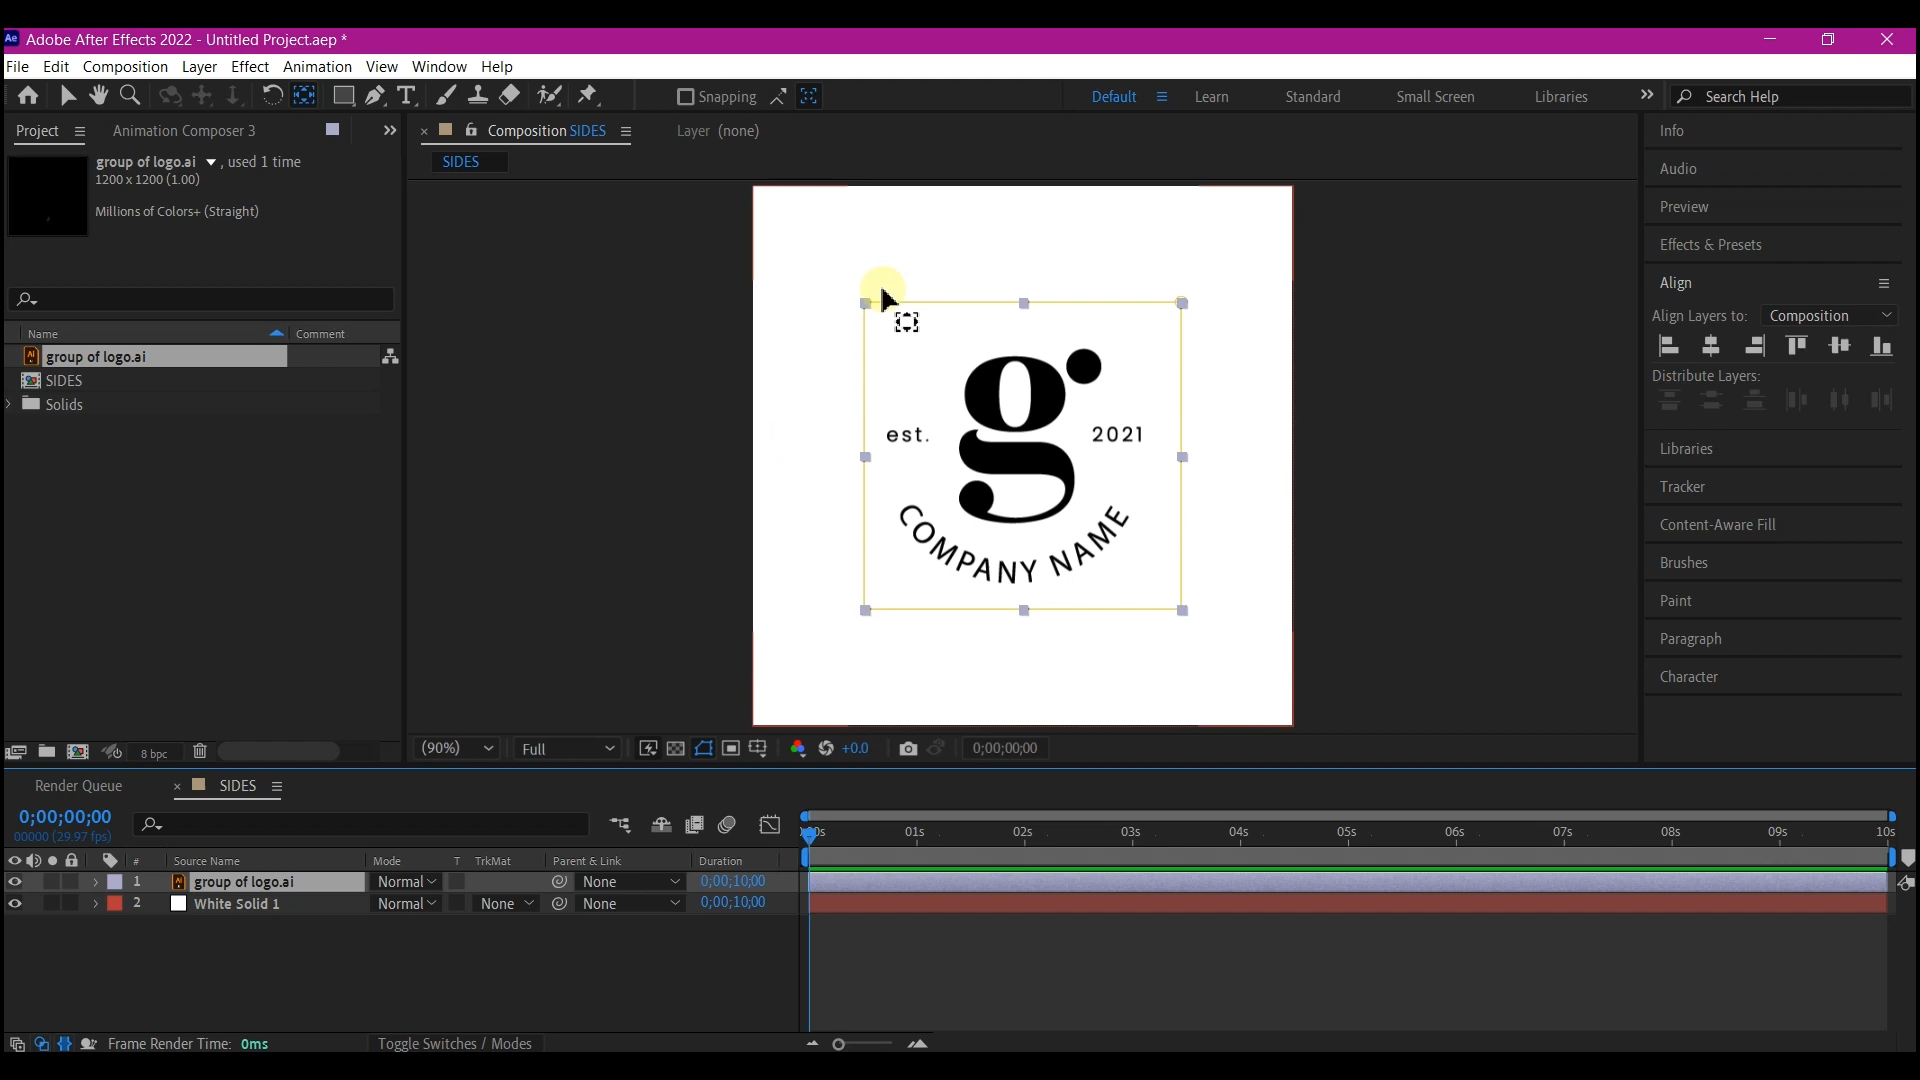 Ae Adobe After Effects 2022 - Untitled Project.aep *
File Edit Composition Layer Effect Animation View Window Help
Snapping
Default Learn Standard Small Screen Libraries Search Help
Project Animation Composer 3
Composition SIDES Layer (none)
SIDES
group of logo.ai , used 1 time
1200 x 1200 (1.00)
Millions of Colors+ (Straight)
Name Comment
group of logo.ai
SIDES
Solids
8 bpc
est. g 2021
COMPANY NAME
(90%) Full +0.0 0;00;00;00
Info
Audio
Preview
Effects & Presets
Align
Align Layers to: Composition
Distribute Layers:
Libraries
Tracker
Content-Aware Fill
Brushes
Paint
Paragraph
Character
Render Queue SIDES
0;00;00;00
00000 (29.97 fps)
01s 02s 03s 04s 05s 06s 07s 08s 09s 10s
# Source Name Mode T TrkMat Parent & Link Duration
1 group of logo.ai Normal None 0;00;10;00
2 White Solid 1 Normal None None 0;00;10;00
Frame Render Time: 0ms Toggle Switches / Modes